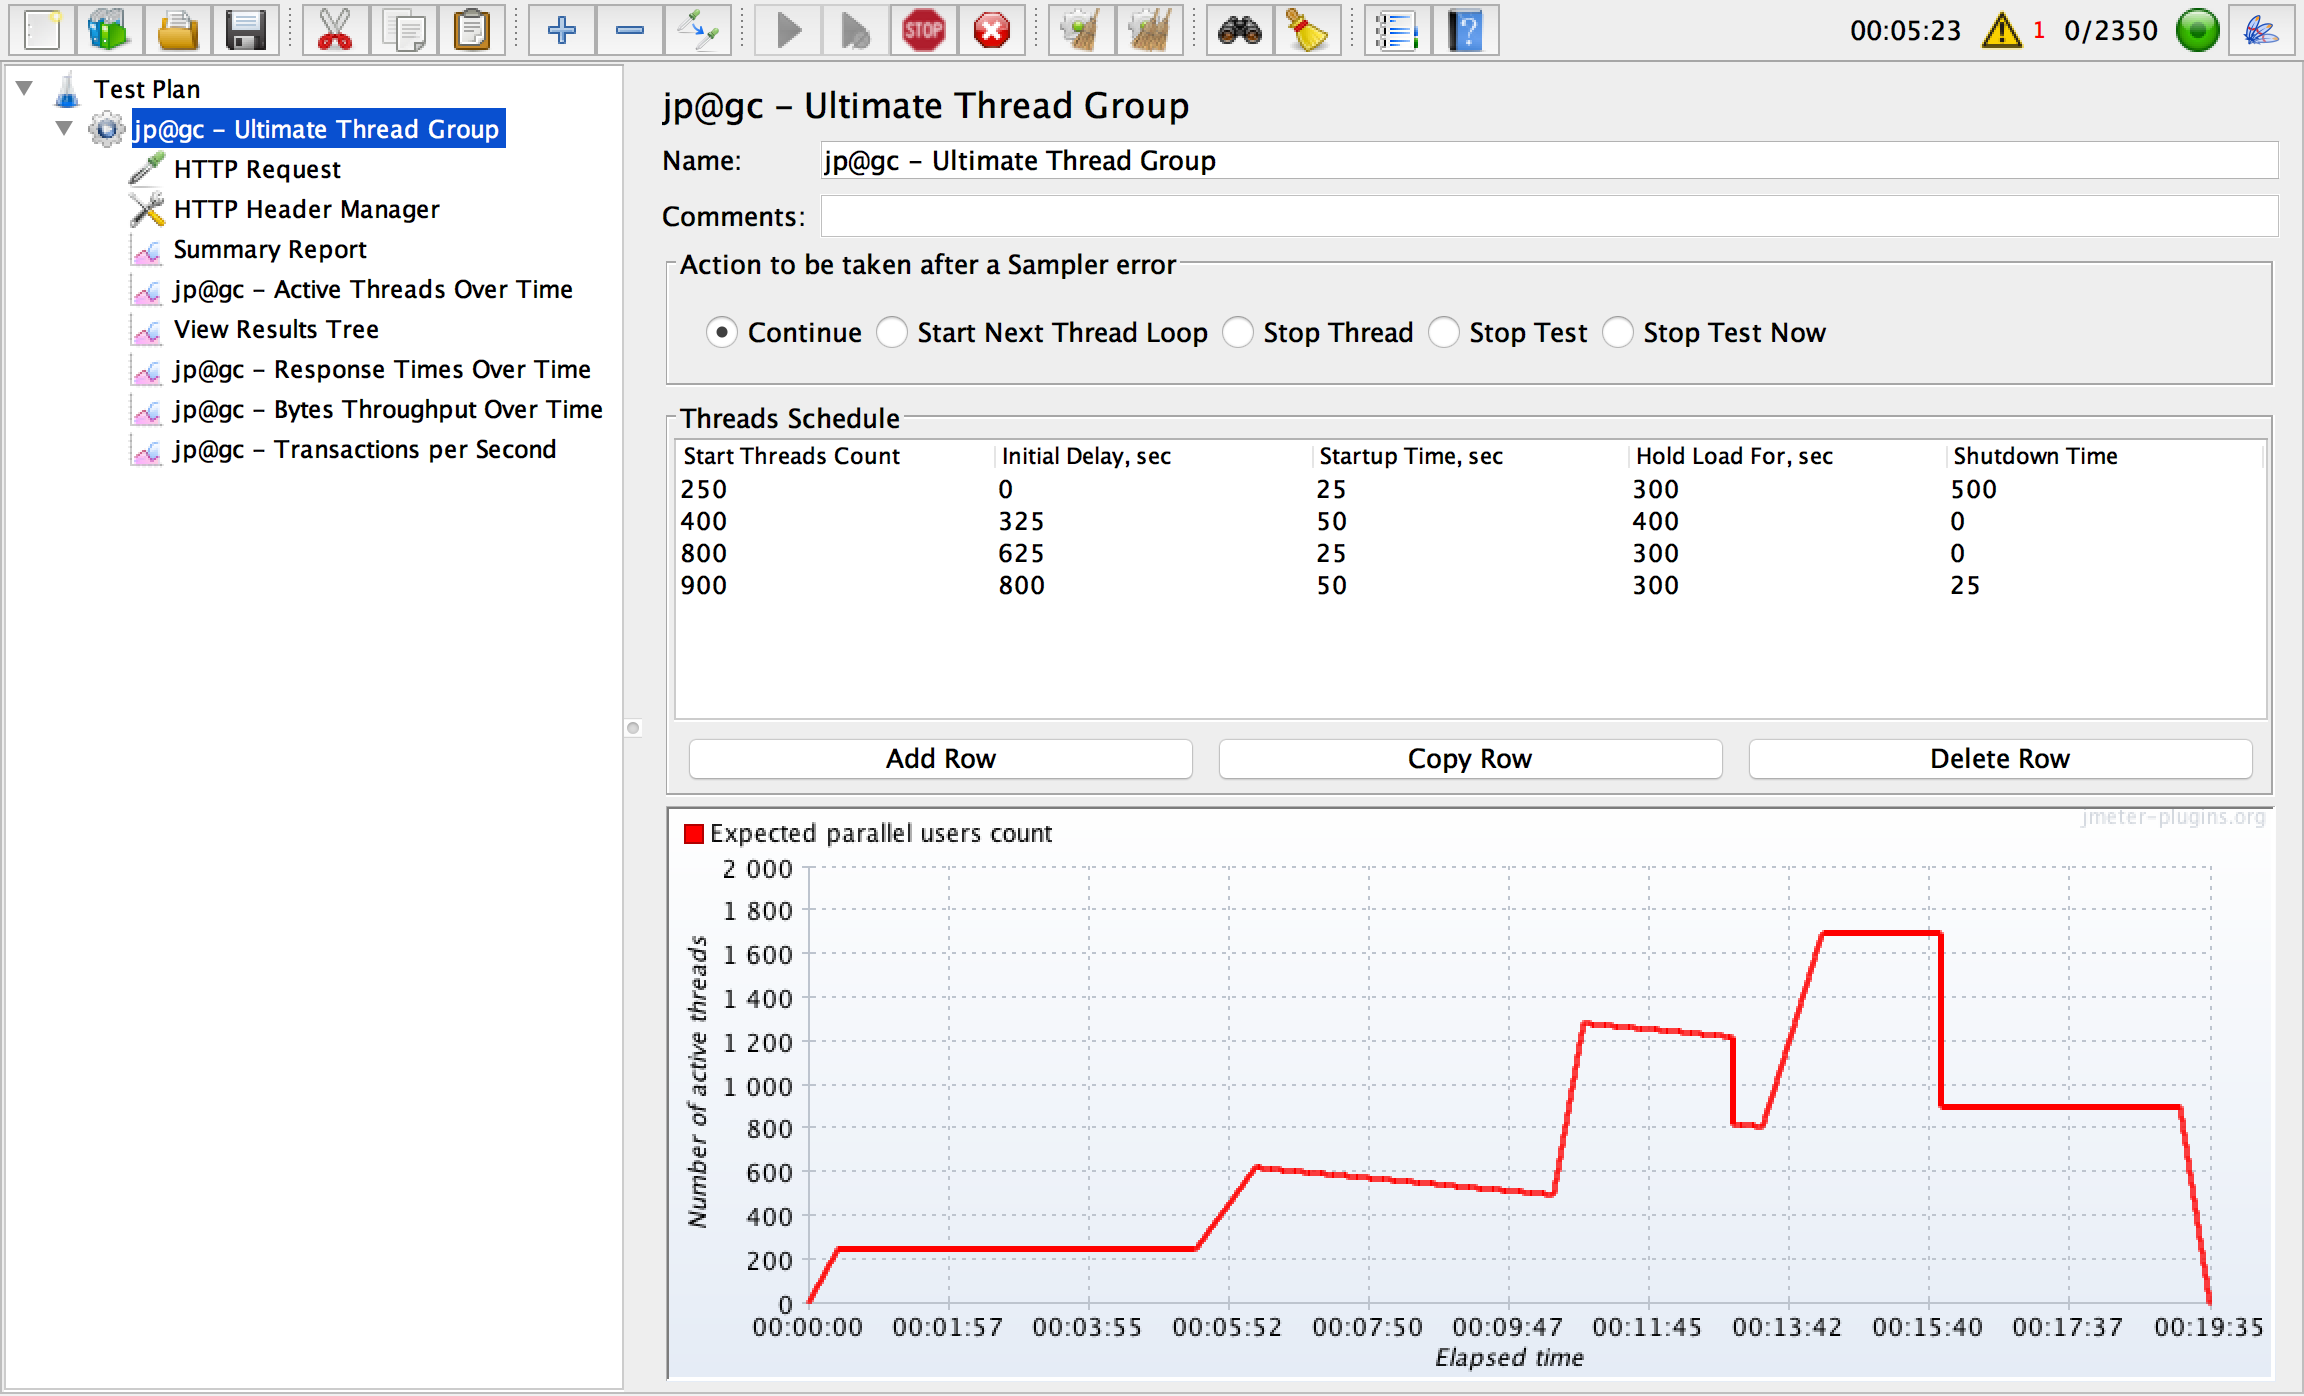 STOP
?
00:05:23 1 0/2350
Test Plan
jp@gc - Ultimate Thread Group
HTTP Request
HTTP Header Manager
Summary Report
jp@gc - Active Threads Over Time
View Results Tree
jp@gc - Response Times Over Time
jp@gc - Bytes Throughput Over Time
jp@gc - Transactions per Second
jp@gc - Ultimate Thread Group
Name: jp@gc - Ultimate Thread Group
Comments:
Action to be taken after a Sampler error
Continue Start Next Thread Loop Stop Thread Stop Test Stop Test Now
Threads Schedule
Start Threads Count Initial Delay, sec Startup Time, sec Hold Load For, sec Shutdown Time
250 0 25 300 500
400 325 50 400 0
800 625 25 300 0
900 800 50 300 25
Add Row Copy Row Delete Row
jmeter-plugins.org
Expected parallel users count
2 000
1 800
1 600
1 400
1 200
1 000
800
600
400
200
0
Number of active threads
00:00:00 00:01:57 00:03:55 00:05:52 00:07:50 00:09:47 00:11:45 00:13:42 00:15:40 00:17:37 00:19:35
Elapsed time